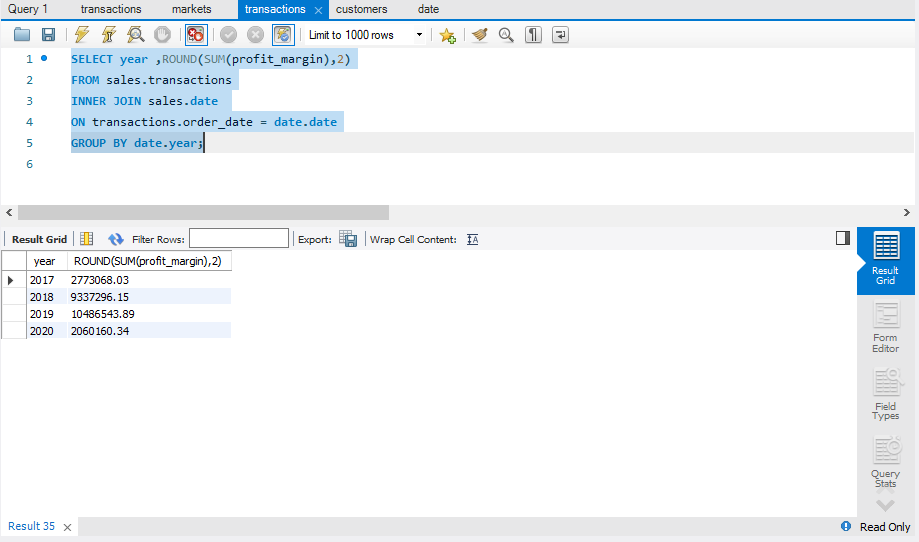 Query 1 transactions markets transactions customers date
Limit to 1000 rows
1 SELECT year ,ROUND(SUM(profit_margin),2)
2 FROM sales.transactions
3 INNER JOIN sales.date
4 ON transactions.order_date = date.date
5 GROUP BY date.year;
6
Result Grid Filter Rows: Export: Wrap Cell Content:
year ROUND(SUM(profit_margin),2)
2017 2773068.03
2018 9337296.15
2019 10486543.89
2020 2060160.34
Result
Grid
Form
Editor
Field
Types
Query
Stats
Result 35 Read Only